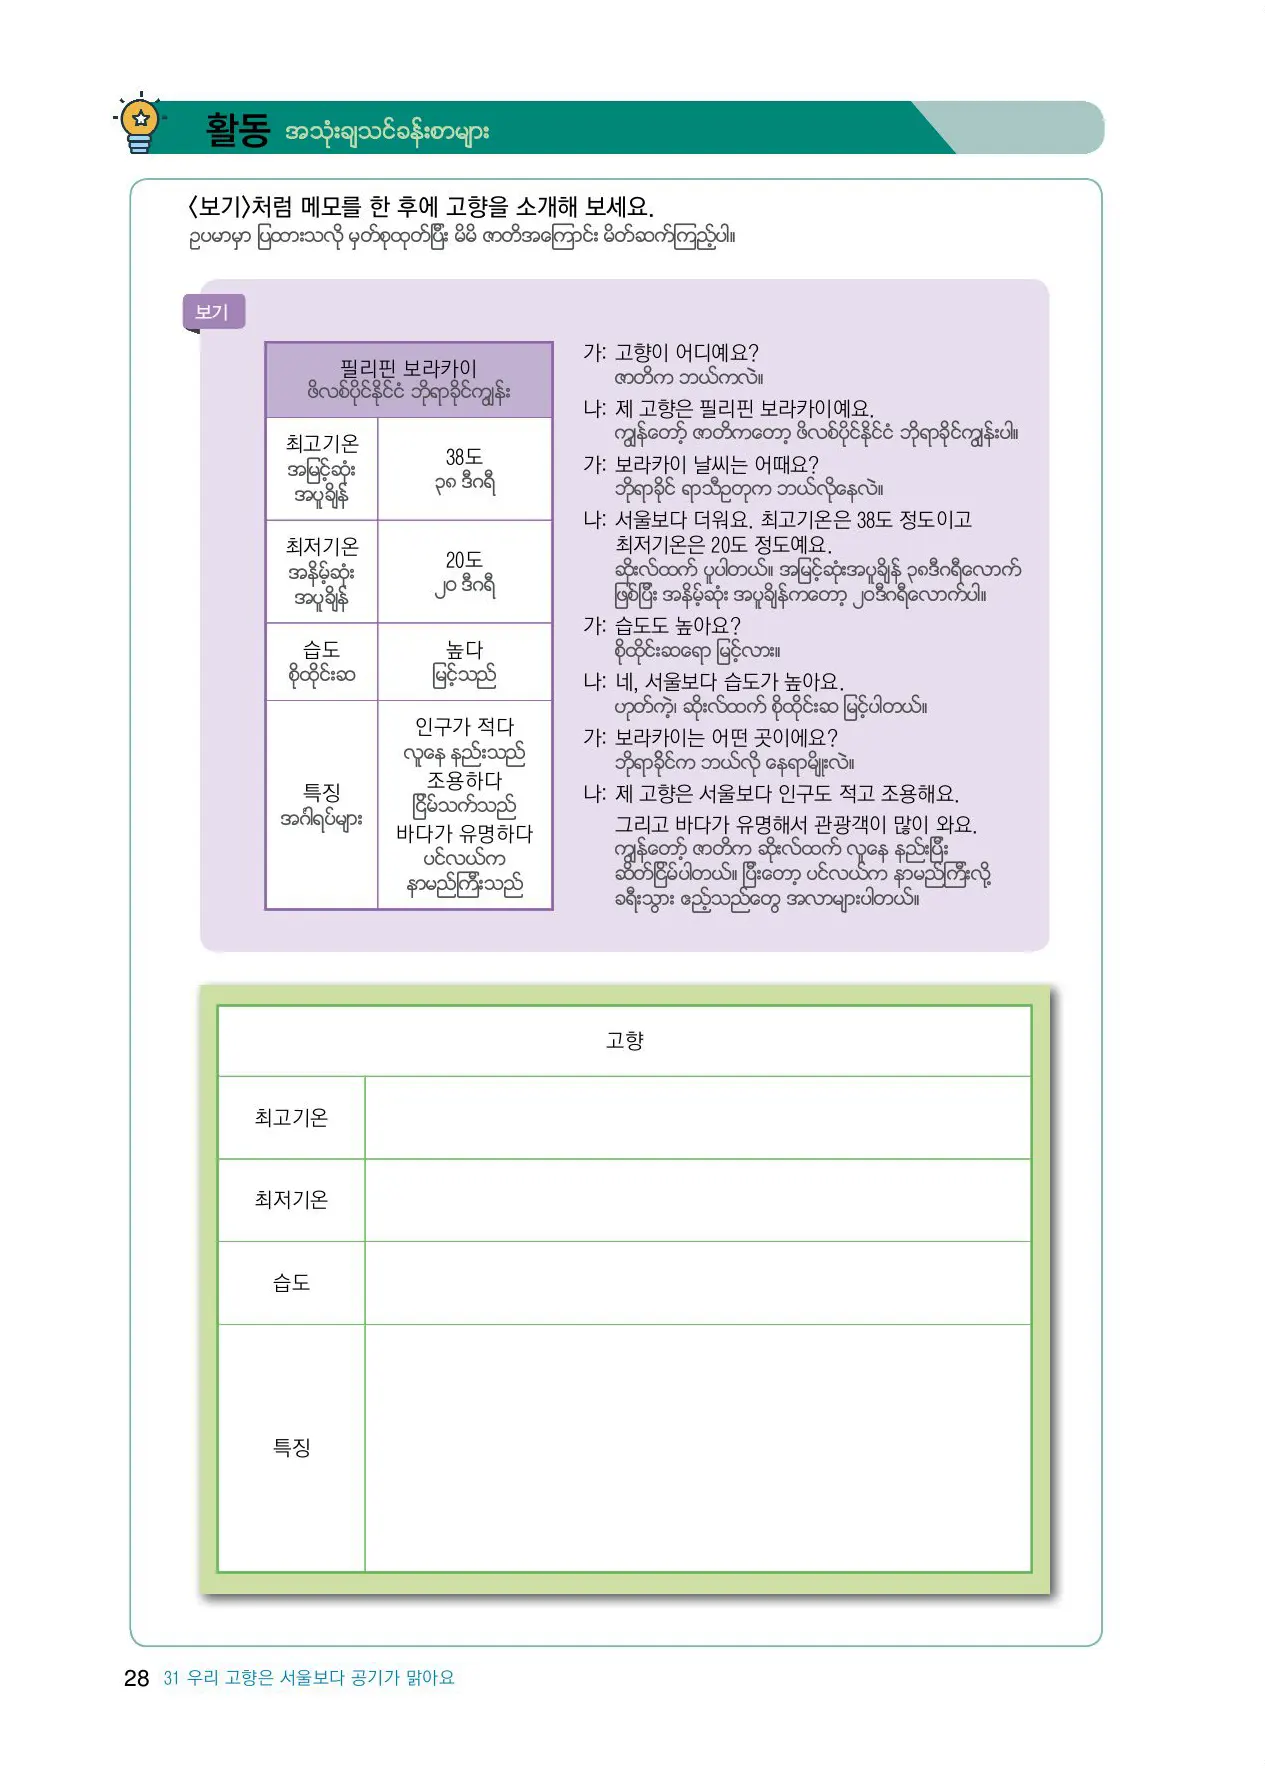 활동 အသုံးချသင်ခန်းစာများ
<보기>처럼 메모를 한 후에 고향을 소개해 보세요.
ဥပမာမှာ ပြထားသလို မှတ်စုထုတ်ပြီး မိမိ ဇာတိအကြောင်း မိတ်ဆက်ကြည့်ပါ။
보기
필리핀 보라카이
ဖိလစ်ပိုင်နိုင်ငံ ဘိုရာခိုင်ကျွန်း
최고기온
အမြင့်ဆုံး
အပူချိန်
38도
၃၈ ဒီဂရီ
최저기온
အနိမ့်ဆုံး
အပူချိန်
20도
၂၀ ဒီဂရီ
습도
စိုထိုင်းဆ
높다
မြင့်သည်
특징
အင်္ဂါရပ်များ
인구가 적다
လူနေ နည်းသည်
조용하다
ငြိမ်သက်သည်
바다가 유명하다
ပင်လယ်က
နာမည်ကြီးသည်
가: 고향이 어디예요?
ဇာတိက ဘယ်ကလဲ။
나: 제 고향은 필리핀 보라카이예요.
ကျွန်တော့် ဇာတိကတော့ ဖိလစ်ပိုင်နိုင်ငံ ဘိုရာခိုင်ကျွန်းပါ။
가: 보라카이 날씨는 어때요?
ဘိုရာခိုင် ရာသီဥတုက ဘယ်လိုနေလဲ။
나: 서울보다 더워요. 최고기온은 38도 정도이고
최저기온은 20도 정도예요.
ဆိုးလ်ထက် ပူပါတယ်။ အမြင့်ဆုံးအပူချိန် ၃၈ဒီဂရီလောက်
ဖြစ်ပြီး အနိမ့်ဆုံး အပူချိန်ကတော့ ၂၀ဒီဂရီလောက်ပါ။
가: 습도도 높아요?
စိုထိုင်းဆရော မြင့်လား။
나: 네, 서울보다 습도가 높아요.
ဟုတ်ကဲ့၊ ဆိုးလ်ထက် စိုထိုင်းဆ မြင့်ပါတယ်။
가: 보라카이는 어떤 곳이에요?
ဘိုရာခိုင်က ဘယ်လို နေရာမျိုးလဲ။
나: 제 고향은 서울보다 인구도 적고 조용해요.
그리고 바다가 유명해서 관광객이 많이 와요.
ကျွန်တော့် ဇာတိက ဆိုးလ်ထက် လူနေ နည်းပြီး
ဆိတ်ငြိမ်ပါတယ်။ ပြီးတော့ ပင်လယ်က နာမည်ကြီးလို့
ခရီးသွား ဧည့်သည်တွေ အလာများပါတယ်။
고향
최고기온
최저기온
습도
특징
28 31 우리 고향은 서울보다 공기가 맑아요